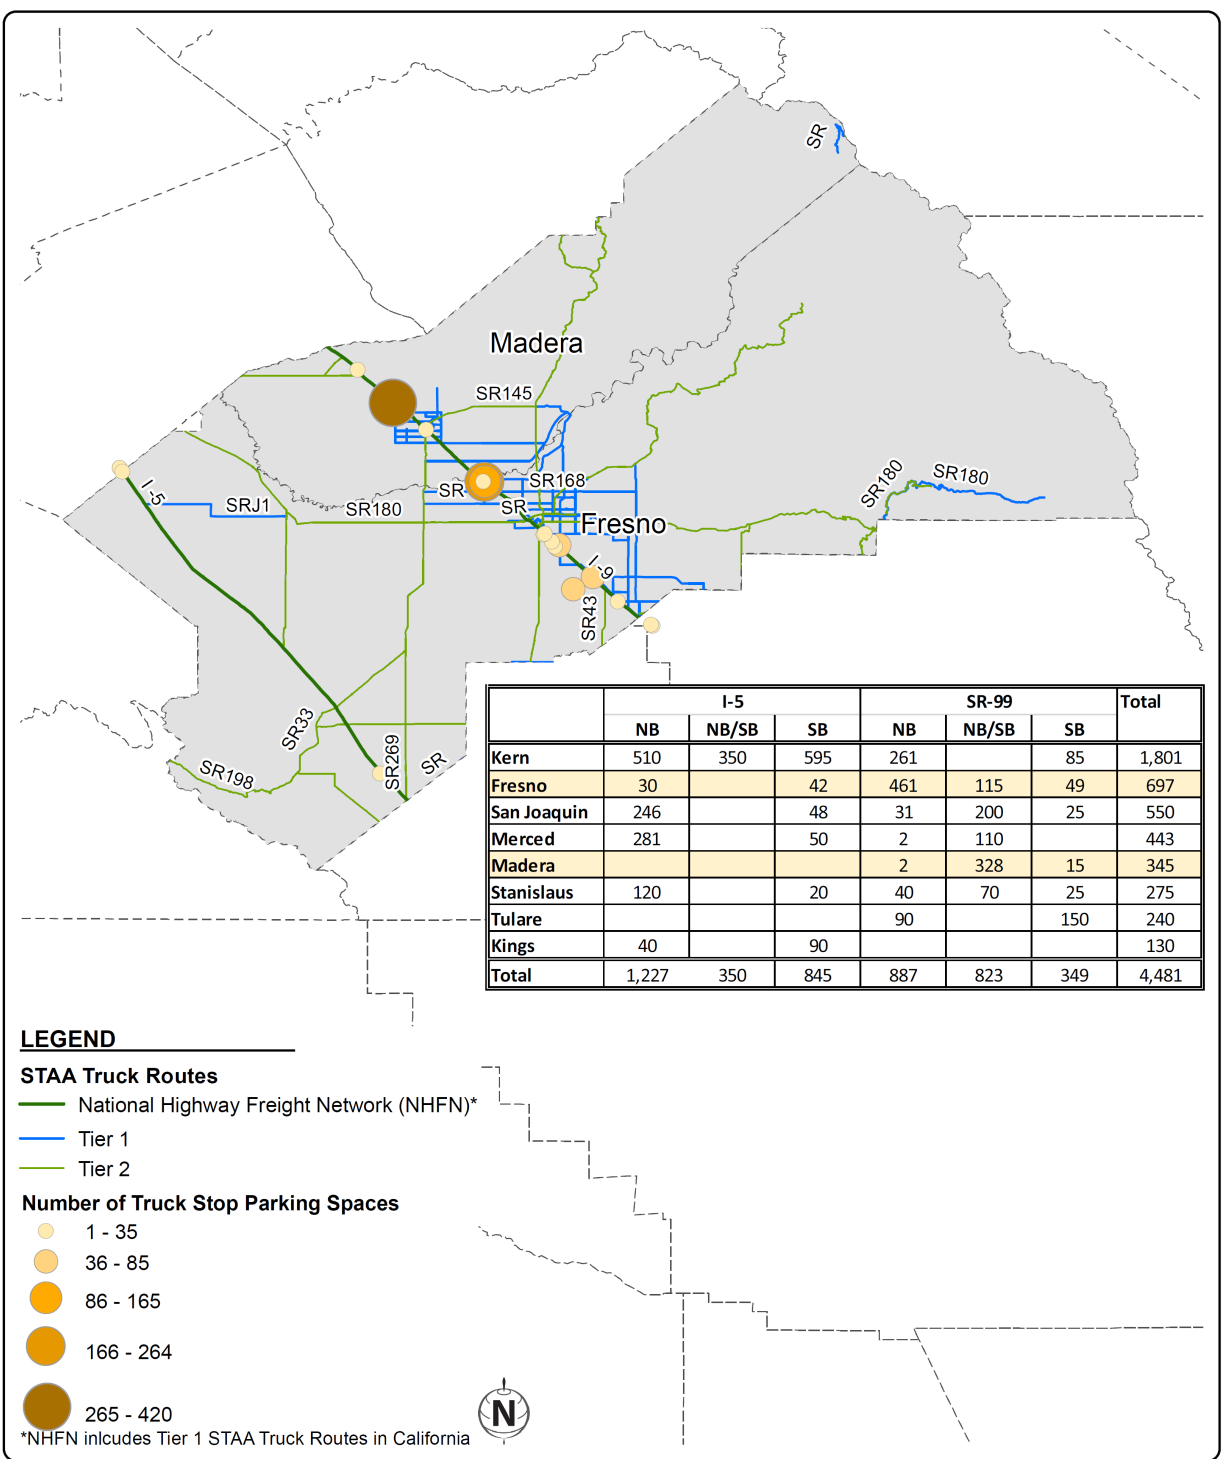 SR
Madera
SR145
SR168
SR
SR
SR180
I-5
SRJ1
Fresno
SR180
SR180
I-9
SR43
SR33
SR269
SR
SR198
I-5 SR-99 Total
NB NB/SB SB NB NB/SB SB
Kern 510 350 595 261 85 1,801
Fresno 30 42 461 115 49 697
San Joaquin 246 48 31 200 25 550
Merced 281 50 2 110 443
Madera 2 328 15 345
Stanislaus 120 20 40 70 25 275
Tulare 90 150 240
Kings 40 90 130
Total 1,227 350 845 887 823 349 4,481
LEGEND
STAA Truck Routes
National Highway Freight Network (NHFN)*
Tier 1
Tier 2
Number of Truck Stop Parking Spaces
1 - 35
36 - 85
86 - 165
166 - 264
265 - 420
*NHFN inlcudes Tier 1 STAA Truck Routes in California
N